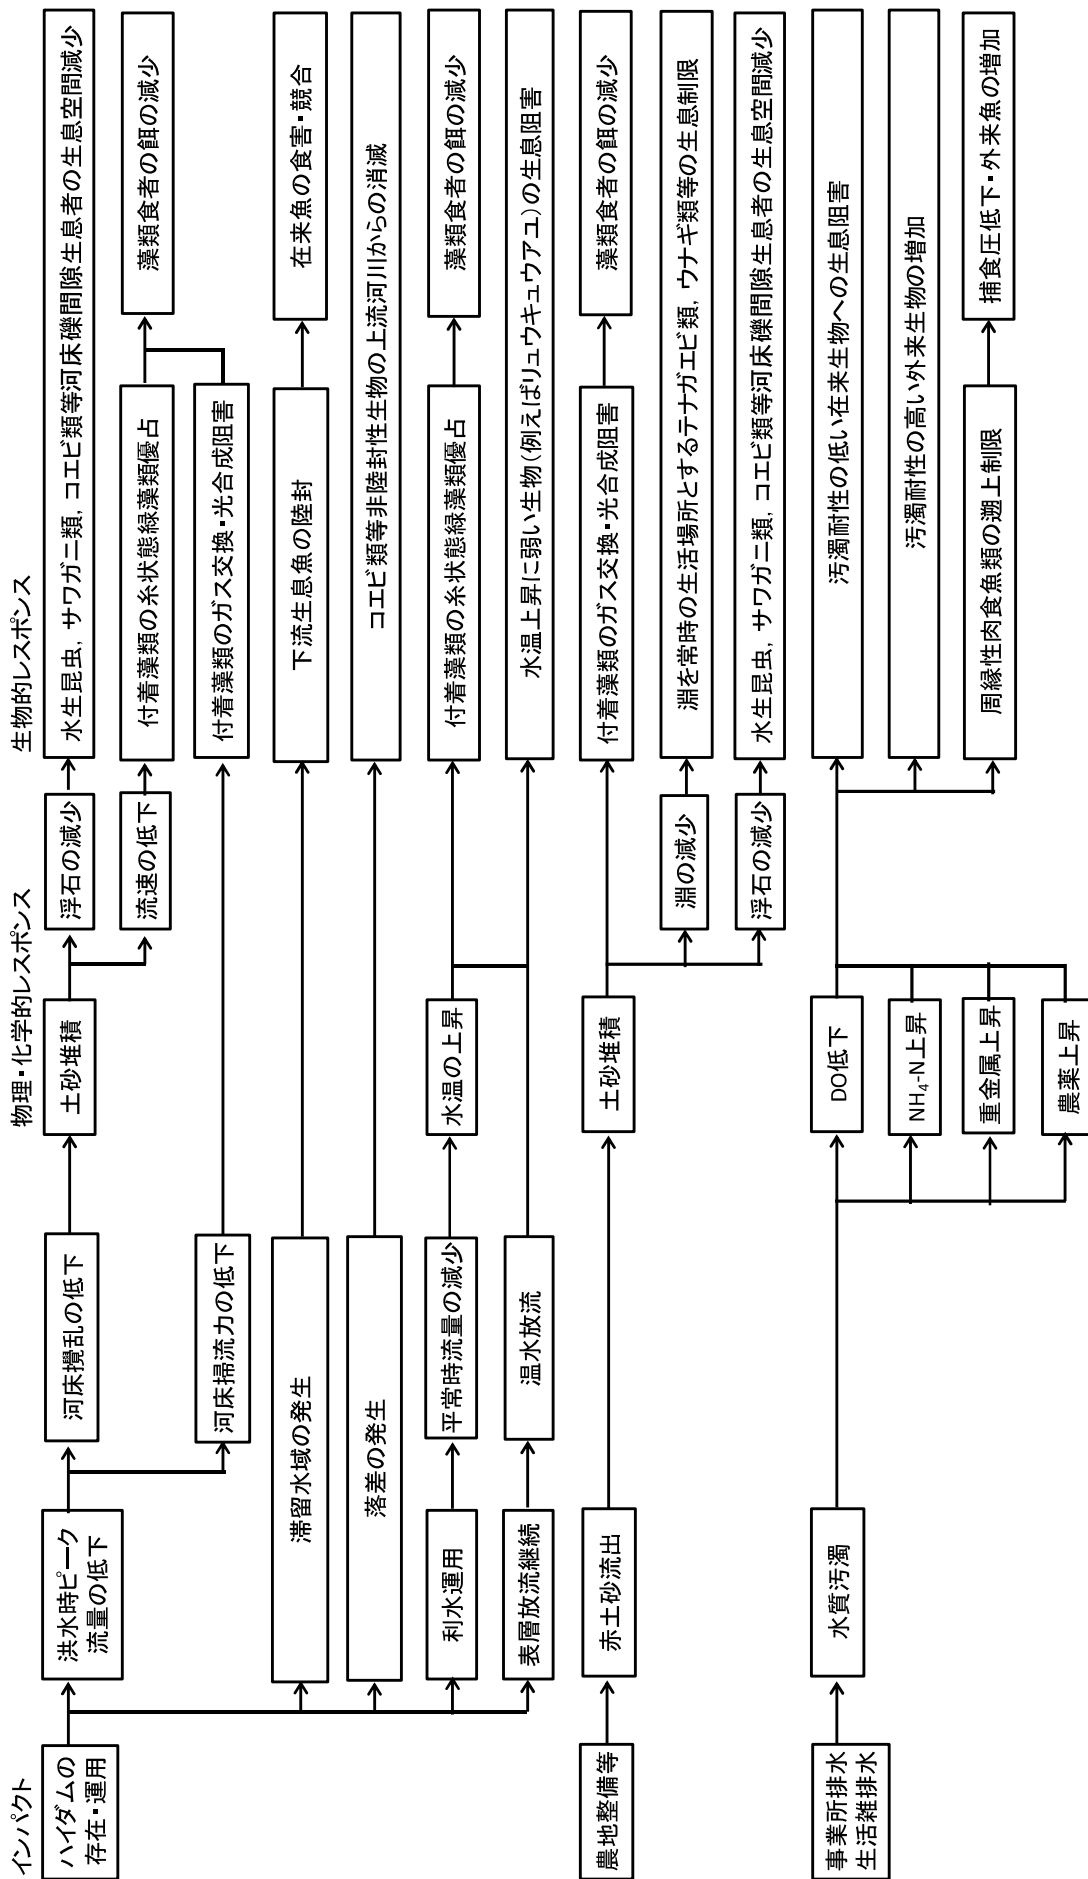 インパクト
物理・化学的レスポンス
生物的レスポンス
ハイダムの
存在・運用
洪水時ピーク
流量の低下
河床攪乱の低下
土砂堆積
浮石の減少
水生昆虫，サワガニ類，コエビ類等河床礫間隙生息者の生息空間減少
流速の低下
付着藻類の糸状態緑藻類優占
藻類食者の餌の減少
河床掃流力の低下
付着藻類のガス交換・光合成阻害
滞留水域の発生
下流生息魚の陸封
在来魚の食害・競合
落差の発生
コエビ類等非陸封性生物の上流河川からの消滅
利水運用
平常時流量の減少
水温の上昇
付着藻類の糸状態緑藻類優占
藻類食者の餌の減少
表層放流継続
温水放流
水温上昇に弱い生物（例えばリュウキュウアユ）の生息阻害
農地整備等
赤土砂流出
土砂堆積
付着藻類のガス交換・光合成阻害
藻類食者の餌の減少
淵の減少
淵を常時の生活場所とするテナガエビ類，ウナギ類等の生息制限
浮石の減少
水生昆虫，サワガニ類，コエビ類等河床礫間隙生息者の生息空間減少
事業所排水
生活雑排水
水質汚濁
DO低下
汚濁耐性の低い在来生物への生息阻害
NH₄-N上昇
汚濁耐性の高い外来生物の増加
重金属上昇
周縁性肉食魚類の遡上制限
捕食圧低下・外来魚の増加
農薬上昇